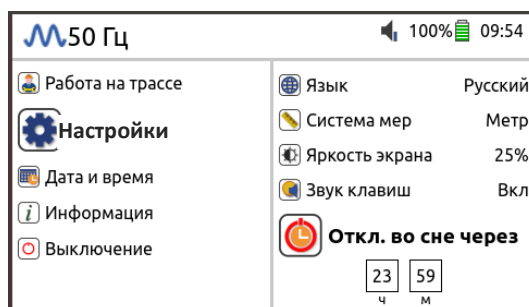 50 Гц
100% 09:54
Работа на трассе
Настройки
Дата и время
Информация
Выключение
Язык Русский
Система мер Метр
Яркость экрана 25%
Звук клавиш Вкл
Откл. во сне через
23 59
ч м